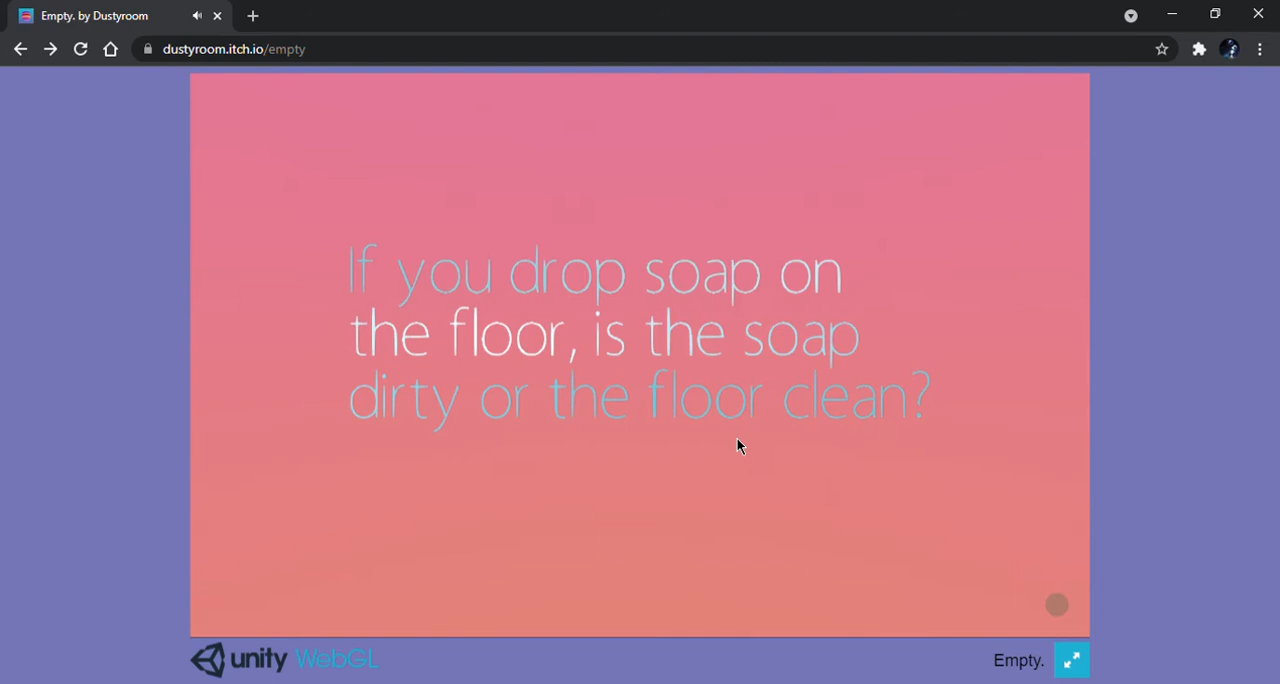 Empty. by Dustyroom
dustyroom.itch.io/empty
If you drop soap on
the floor, is the soap
dirty or the floor clean?
unity WebGL
Empty.